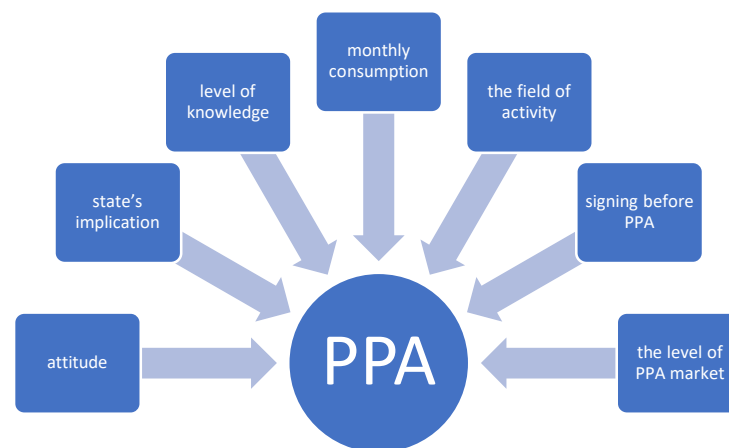 monthly
consumption
level of
knowledge
the field of
activity
state’s
implication
signing before
PPA
attitude
PPA
the level of
PPA market